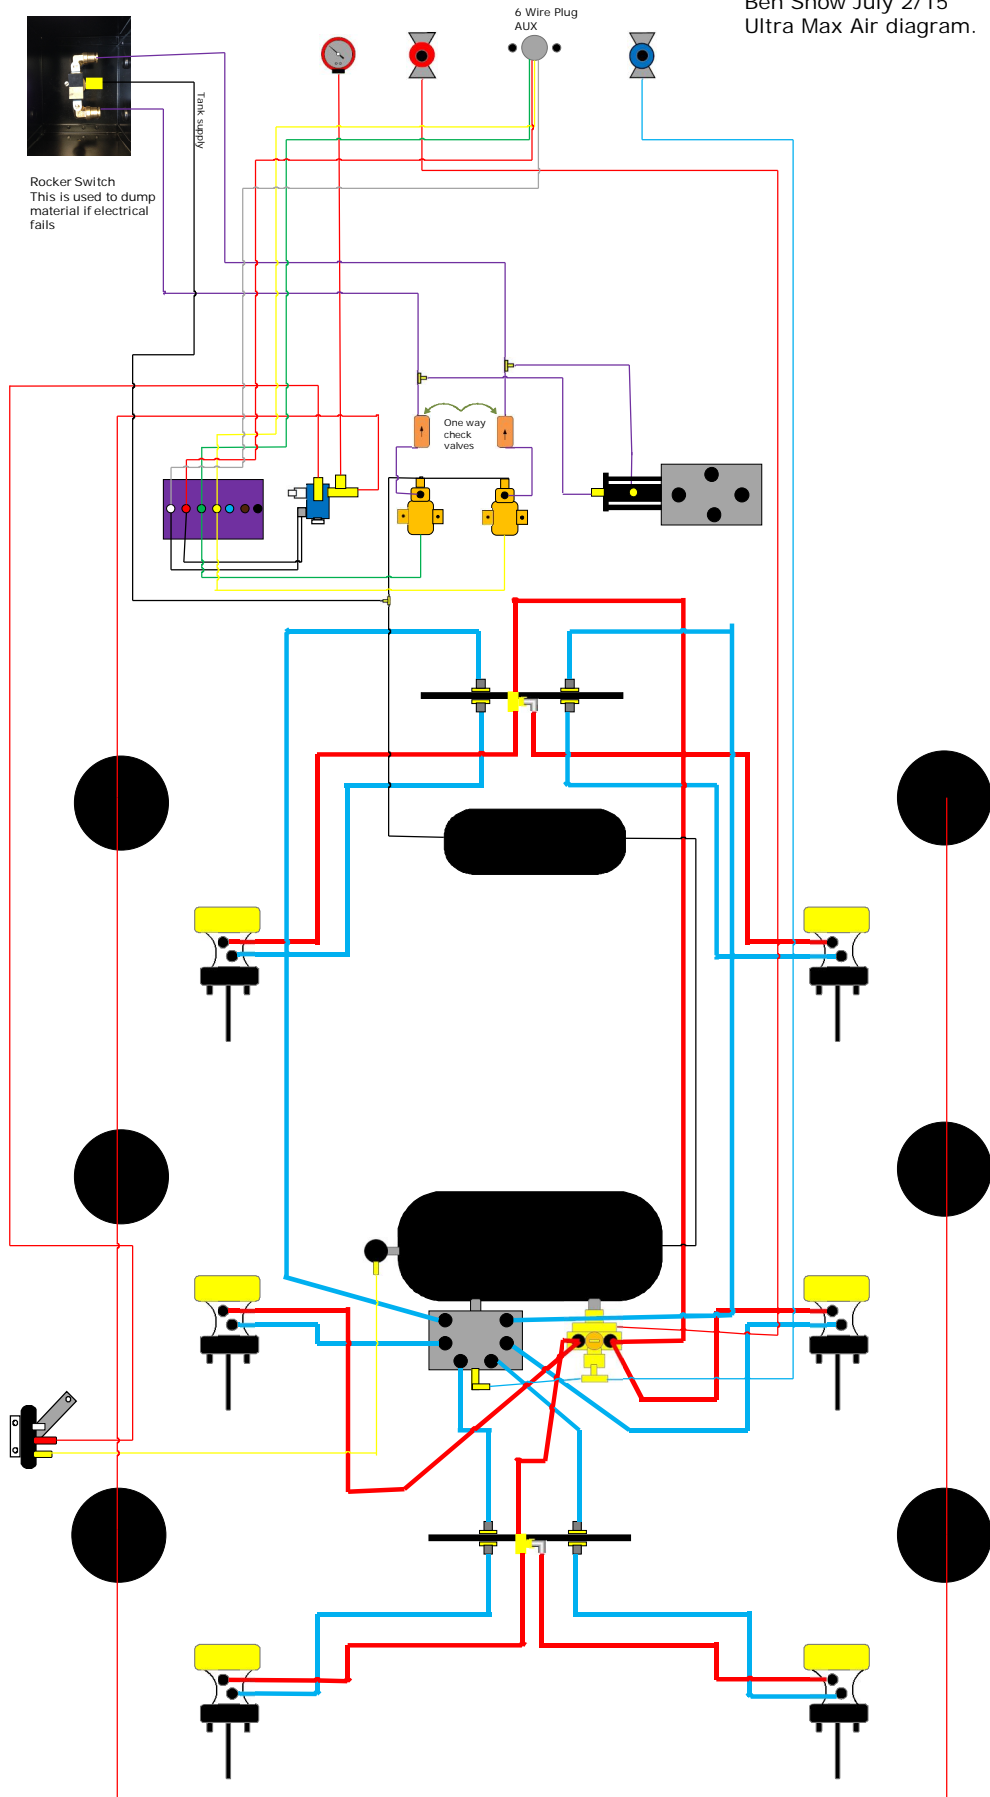 Ben Show July 2/15
Ultra Max Air diagram.
6 Wire Plug
AUX
Tank supply
Rocker Switch
This is used to dump
material if electrical
fails
One way
check
valves